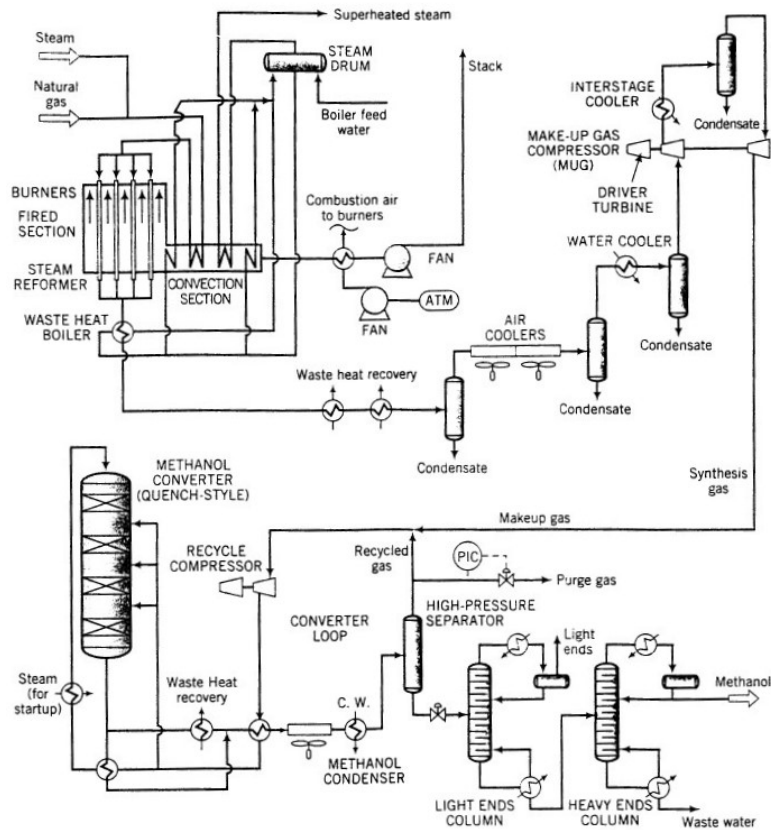 Superheated steam
Steam
STEAM
DRUM
Stack
Natural
gas
INTERSTAGE
COOLER
Boiler feed
water
Condensate
MAKE-UP GAS
COMPRESSOR
(MUG)
DRIVER
TURBINE
BURNERS
FIRED
SECTION
Combustion air
to burners
WATER COOLER
STEAM
REFORMER
CONVECTION
SECTION
FAN
WASTE HEAT
BOILER
FAN
ATM
AIR
COOLERS
Condensate
Waste heat recovery
Condensate
Condensate
METHANOL
CONVERTER
(QUENCH-STYLE)
Synthesis
gas
Makeup gas
RECYCLE
COMPRESSOR
Recycled
gas
PIC
Purge gas
HIGH-PRESSURE
SEPARATOR
CONVERTER
LOOP
Light
ends
Steam
(for
startup)
Waste Heat
recovery
C. W.
Methanol
METHANOL
CONDENSER
LIGHT ENDS
COLUMN
HEAVY ENDS
COLUMN
Waste water